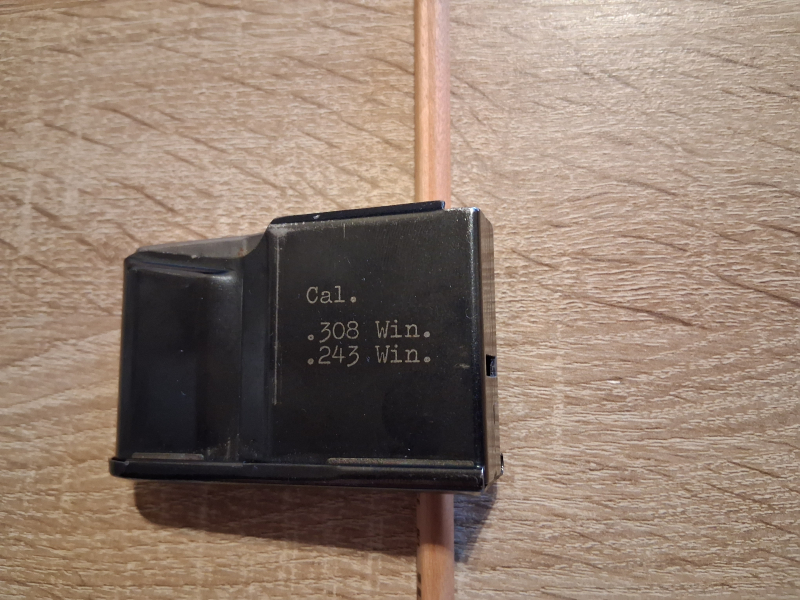 Cal.
.308 Win.
.243 Win.